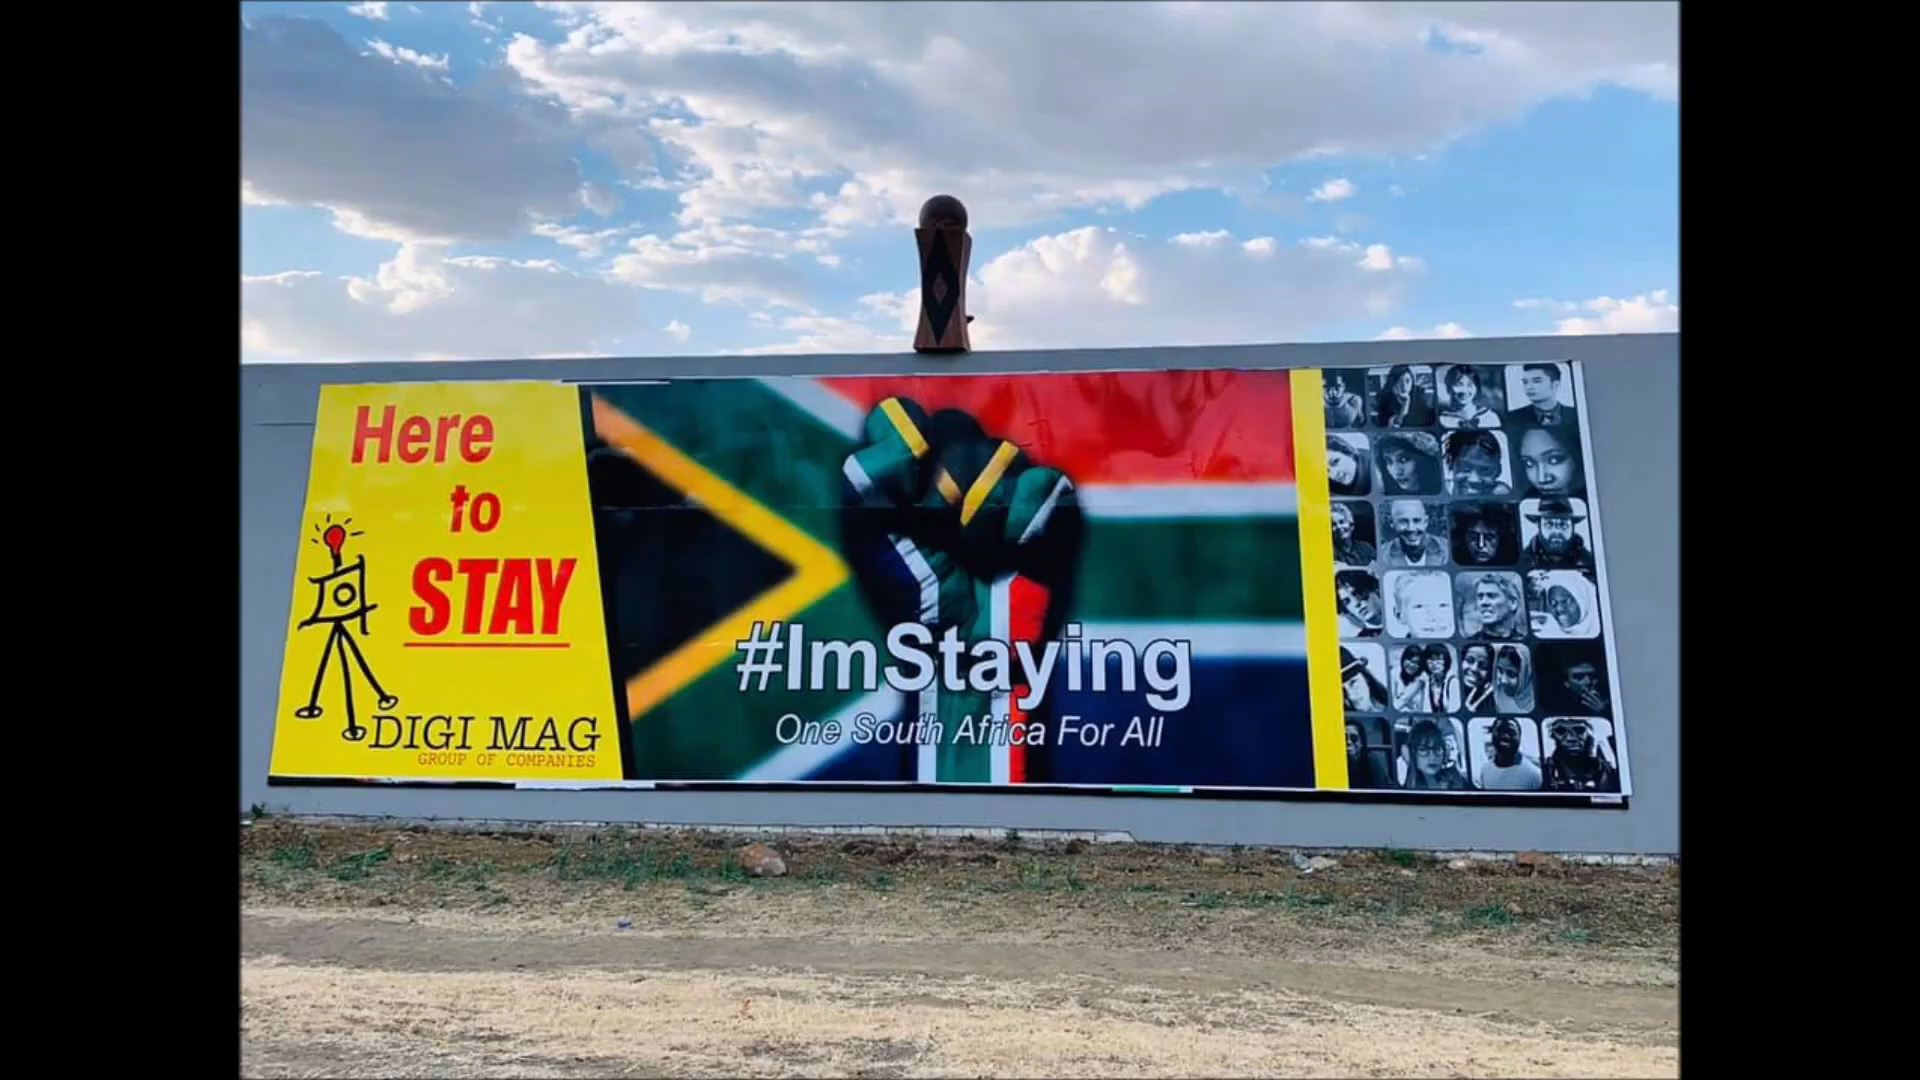 Here
to
STAY
DIGI MAG
GROUP OF COMPANIES
#ImStaying
One South Africa For All